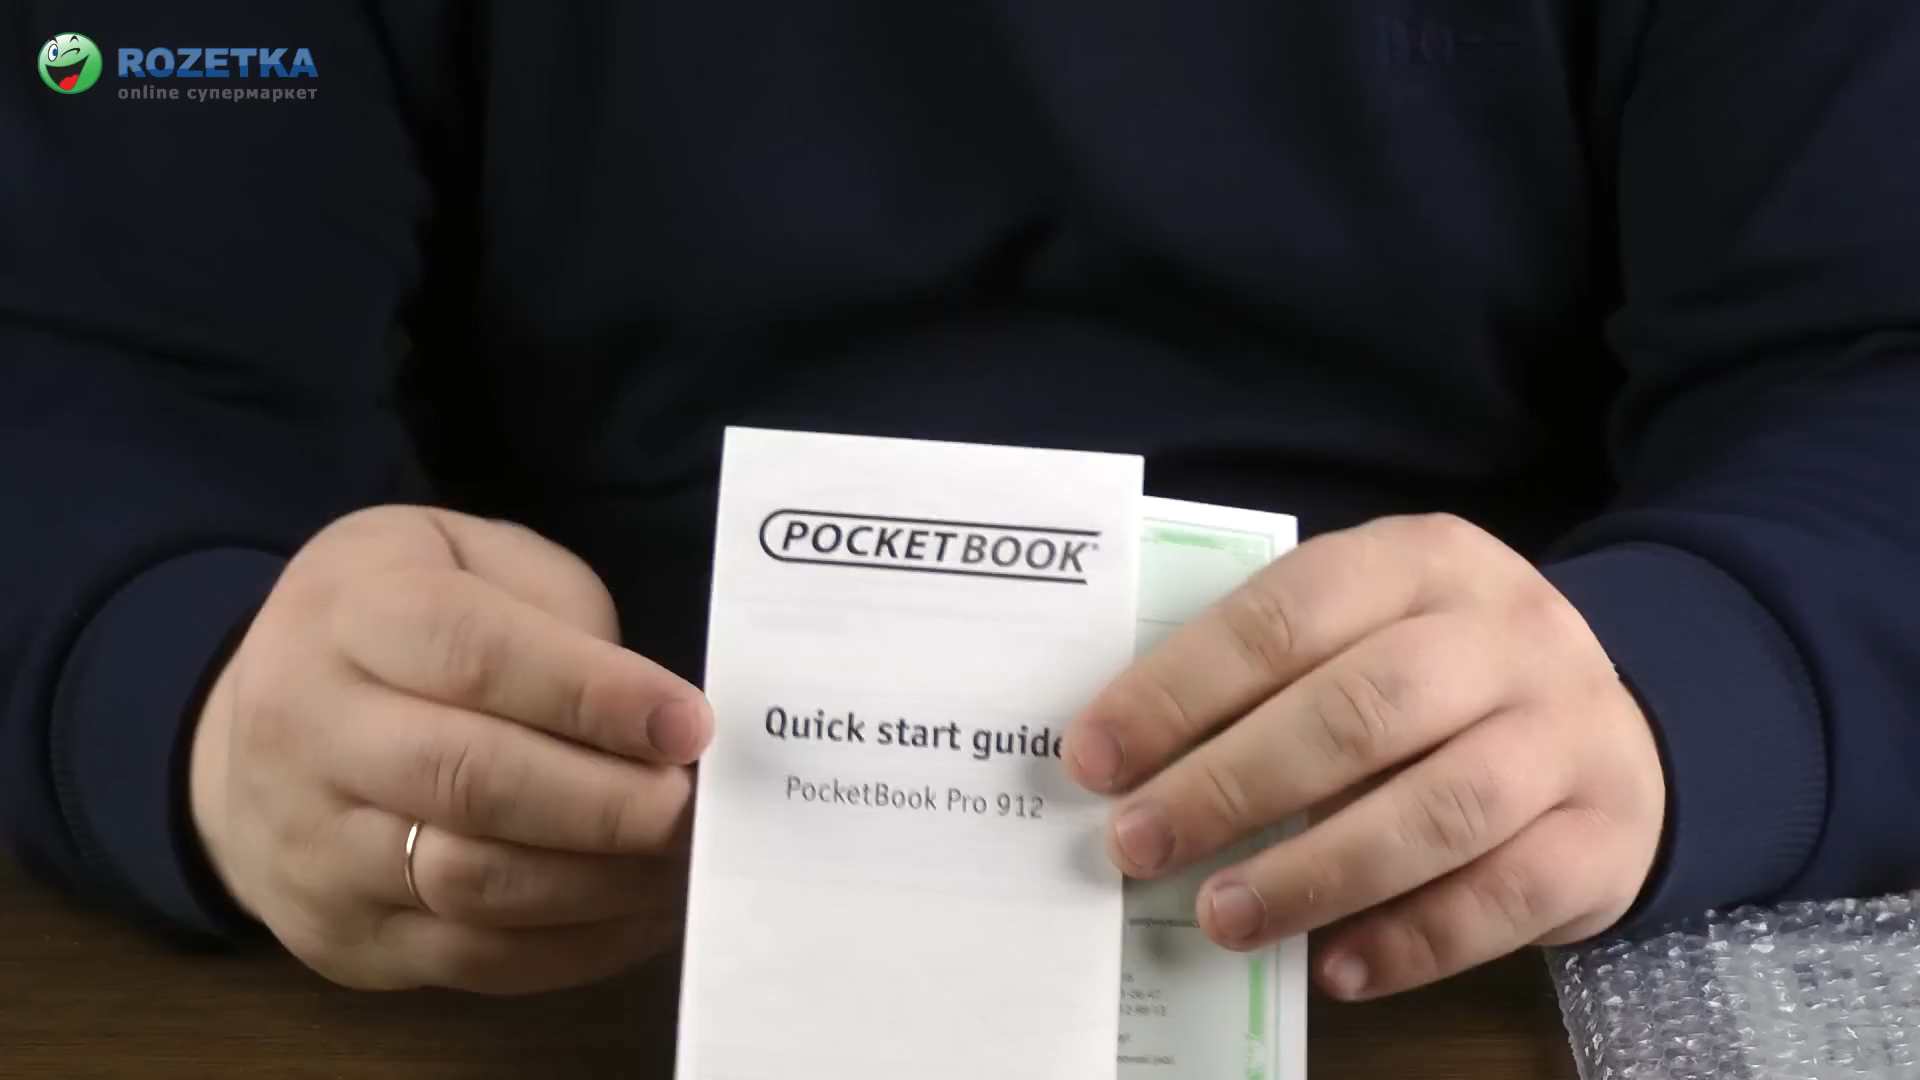 ROZETKA
online супермаркет
POCKETBOOK
Quick start guide
PocketBook Pro 912